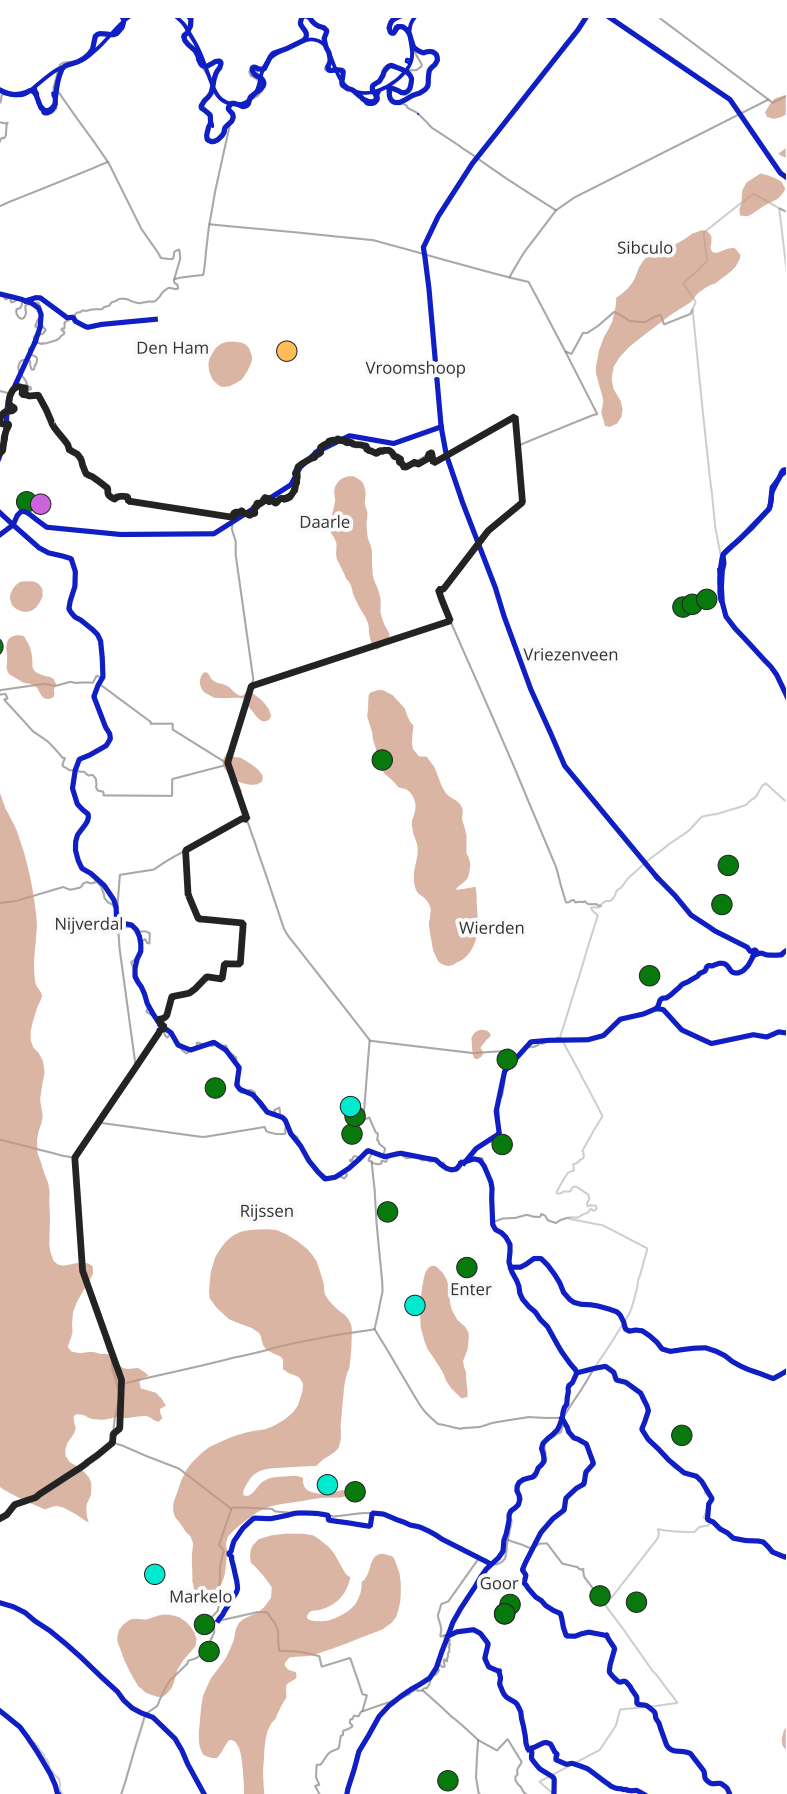 Sibculo
Den Ham
Vroomshoop
Daarle
Vriezenveen
Nijverdal
Wierden
Rijssen
Enter
Goor
Markelo